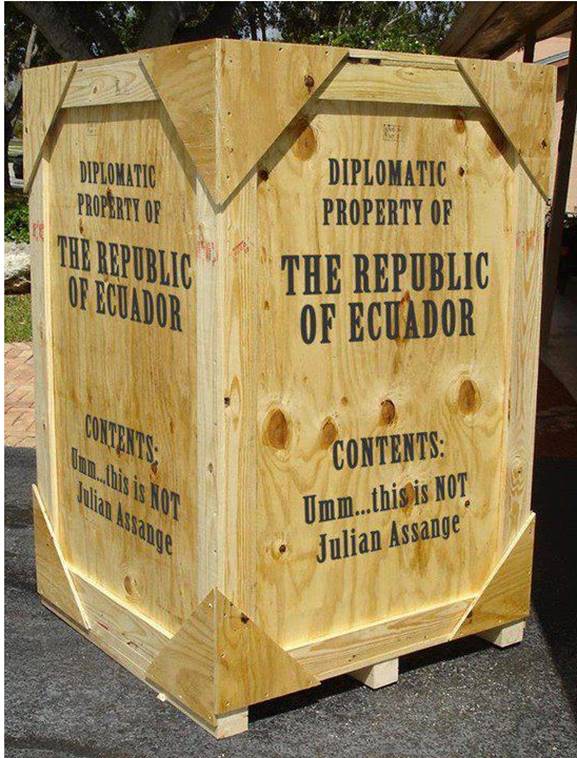 DIPLOMATIC
PROPERTY OF
THE REPUBLIC
OF ECUADOR
CONTENTS:
Umm...this is NOT
Julian Assange
DIPLOMATIC
PROPERTY OF
THE REPUBLIC
OF ECUADOR
CONTENTS:
Umm...this is NOT
Julian Assange